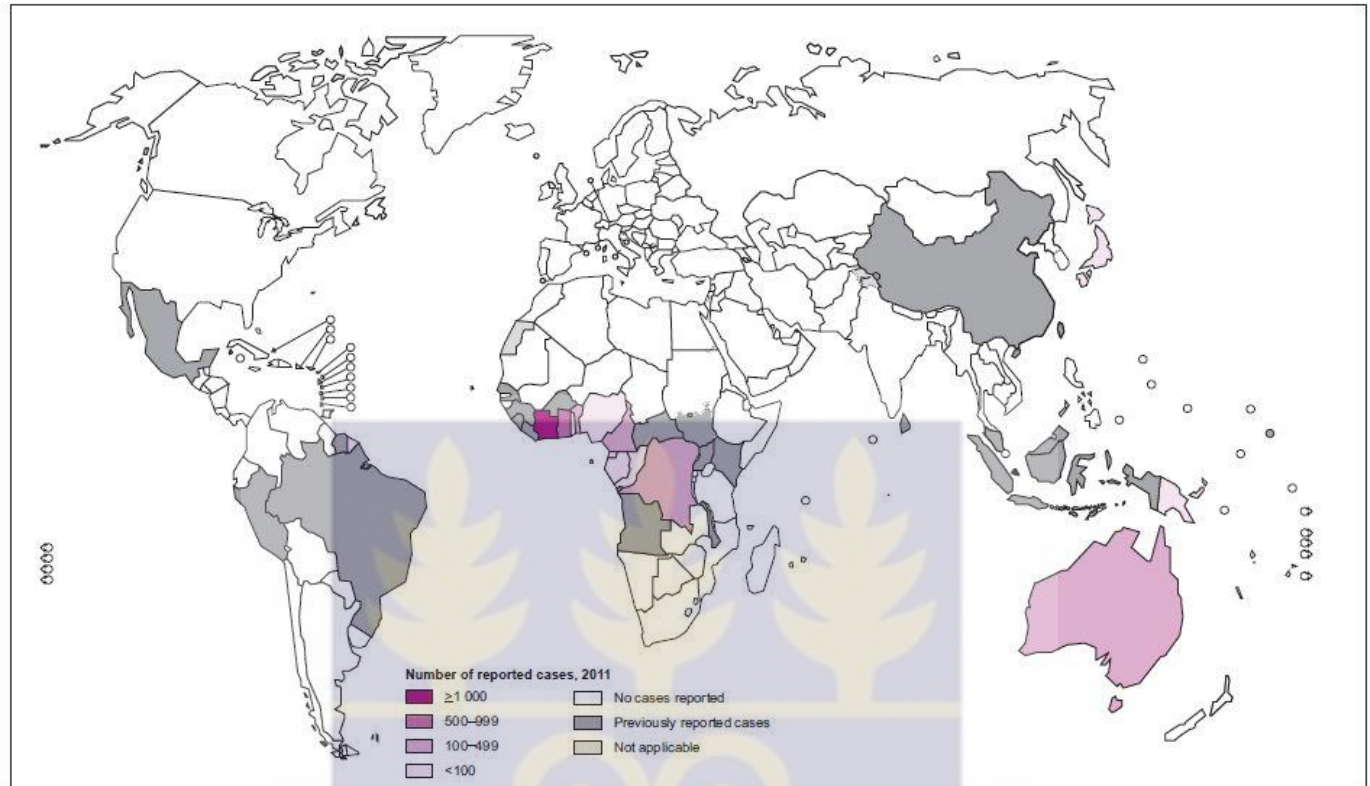 Number of reported cases, 2011
≥1 000
500–999
100–499
<100
No cases reported
Previously reported cases
Not applicable